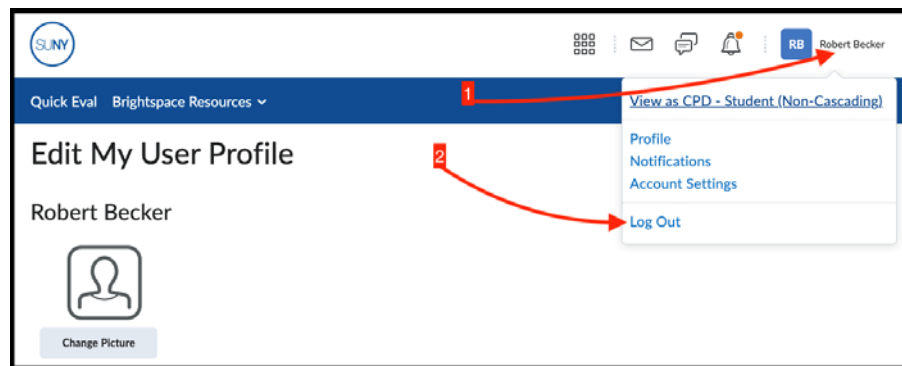 SUNY
RB Robert Becker
Quick Eval Brightspace Resources
1
View as CPD - Student (Non-Cascading)
Edit My User Profile
2
Profile
Notifications
Account Settings
Robert Becker
Log Out
Change Picture